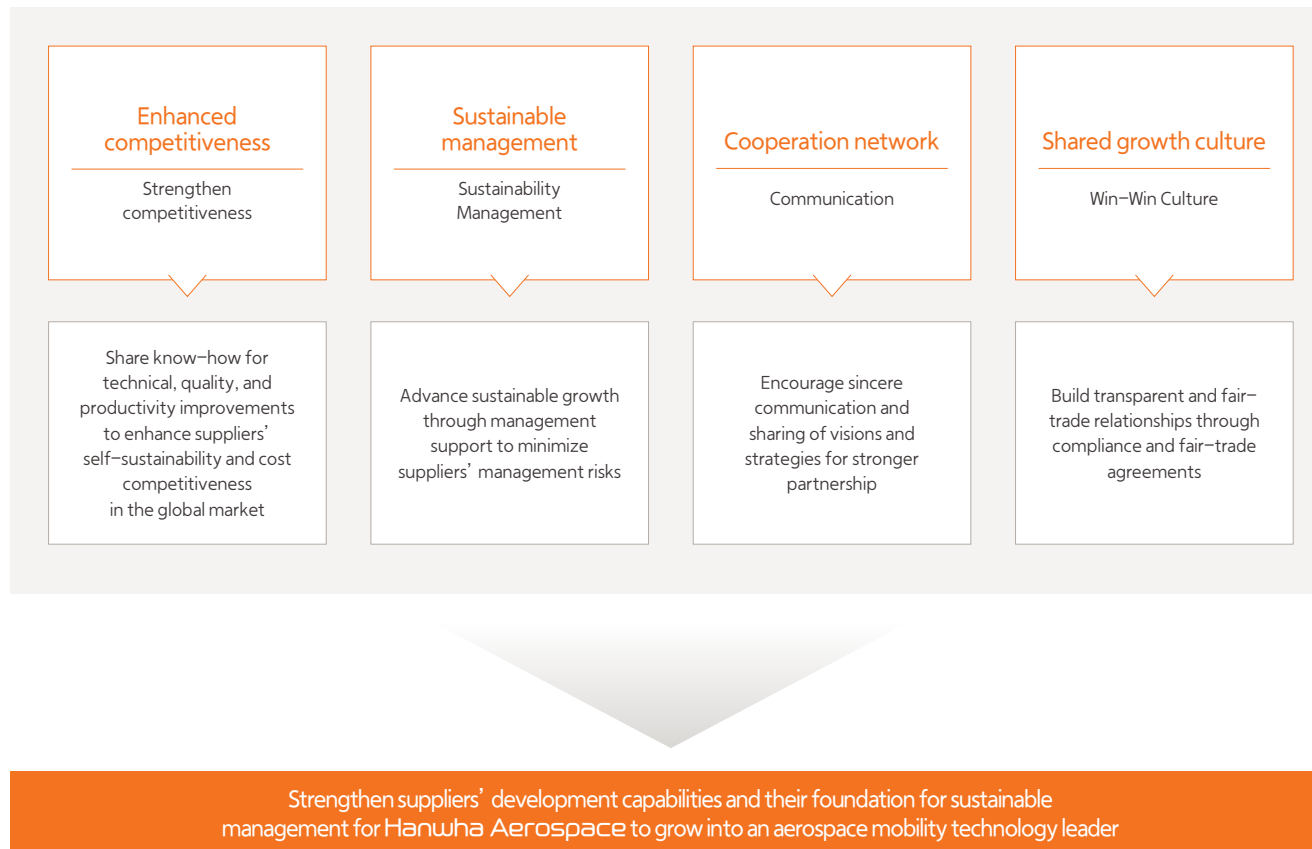 Enhanced
competitiveness
Strengthen
competitiveness
Share know-how for
technical, quality, and
productivity improvements
to enhance suppliers’
self-sustainability and cost
competitiveness
in the global market
Sustainable
management
Sustainability
Management
Advance sustainable growth
through management
support to minimize
suppliers’ management risks
Cooperation network
Communication
Encourage sincere
communication and
sharing of visions and
strategies for stronger
partnership
Shared growth culture
Win-Win Culture
Build transparent and fair-
trade relationships through
compliance and fair-trade
agreements
Strengthen suppliers’ development capabilities and their foundation for sustainable
management for Hanwha Aerospace to grow into an aerospace mobility technology leader